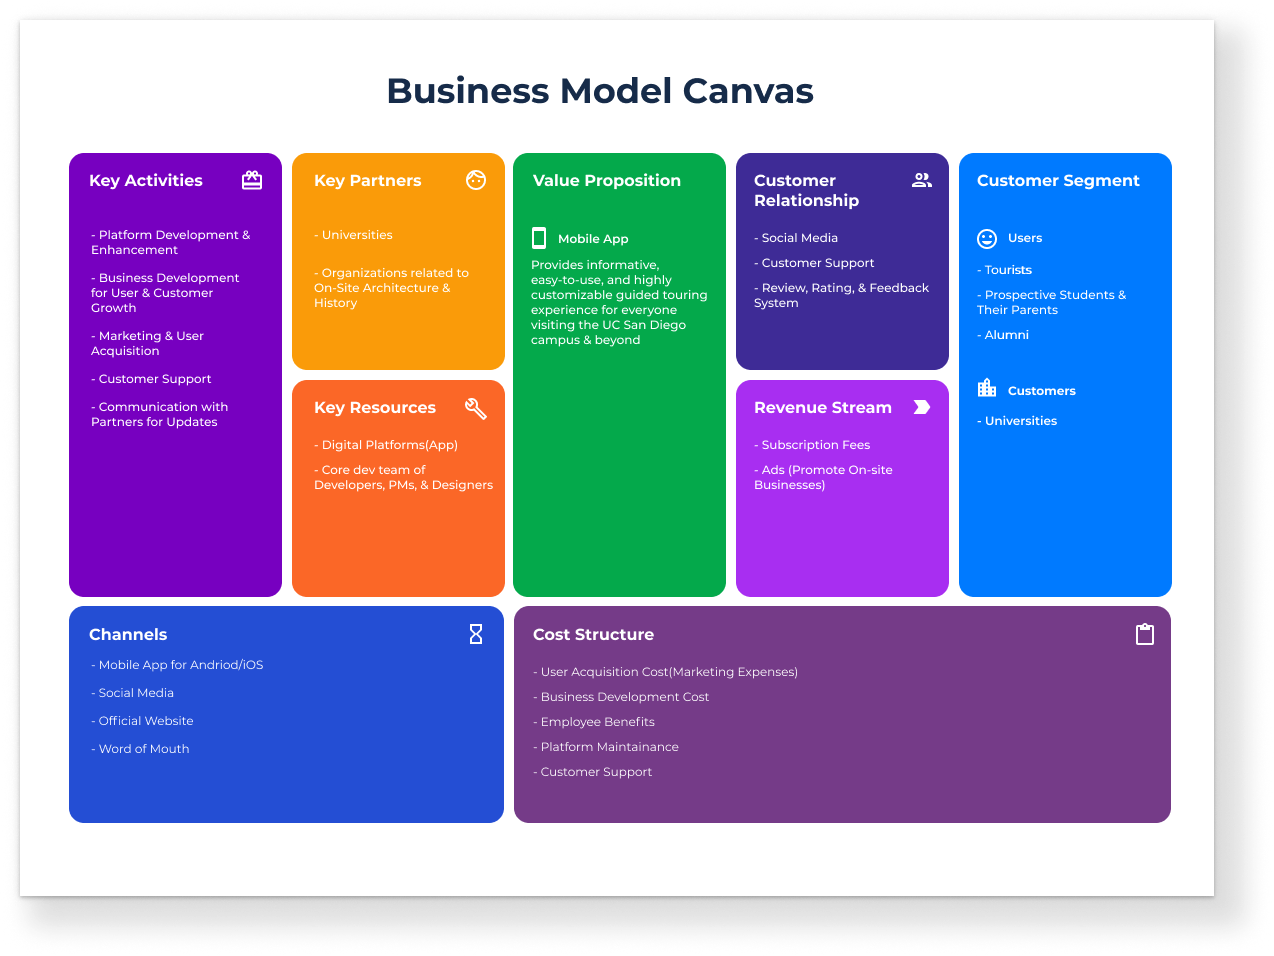 Business Model Canvas
Key Activities
- Platform Development &
Enhancement
- Business Development
for User & Customer
Growth
- Marketing & User
Acquisition
- Customer Support
- Communication with
Partners for Updates
Key Partners
- Universities
- Organizations related to
On-Site Architecture &
History
Key Resources
- Digital Platforms(App)
- Core dev team of
Developers, PMs, & Designers
Value Proposition
Mobile App
Provides informative,
easy-to-use, and highly
customizable guided touring
experience for everyone
visiting the UC San Diego
campus & beyond
Customer
Relationship
- Social Media
- Customer Support
- Review, Rating, & Feedback
System
Revenue Stream
- Subscription Fees
- Ads (Promote On-site
Businesses)
Customer Segment
Users
- Tourists
- Prospective Students &
Their Parents
- Alumni
Customers
- Universities
Channels
- Mobile App for Andriod/iOS
- Social Media
- Official Website
- Word of Mouth
Cost Structure
- User Acquisition Cost(Marketing Expenses)
- Business Development Cost
- Employee Benefits
- Platform Maintainance
- Customer Support